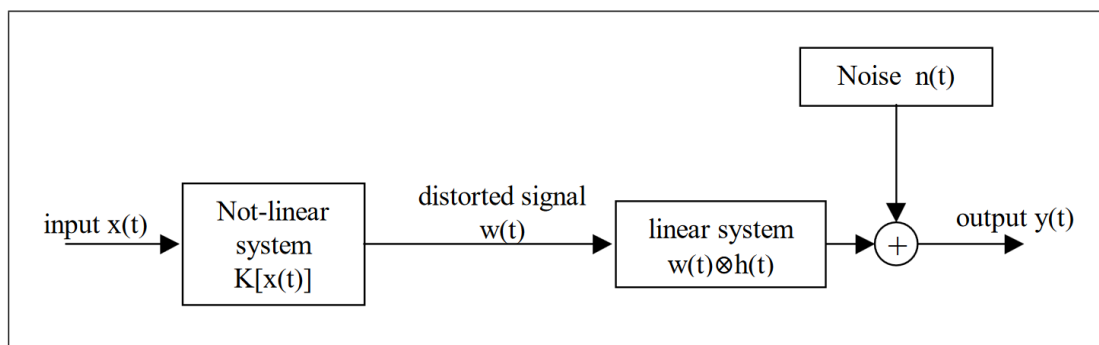 Noise n(t)
input x(t)
Not-linear
system
K[x(t)]
distorted signal
w(t)
linear system
w(t)⊗h(t)
+
output y(t)